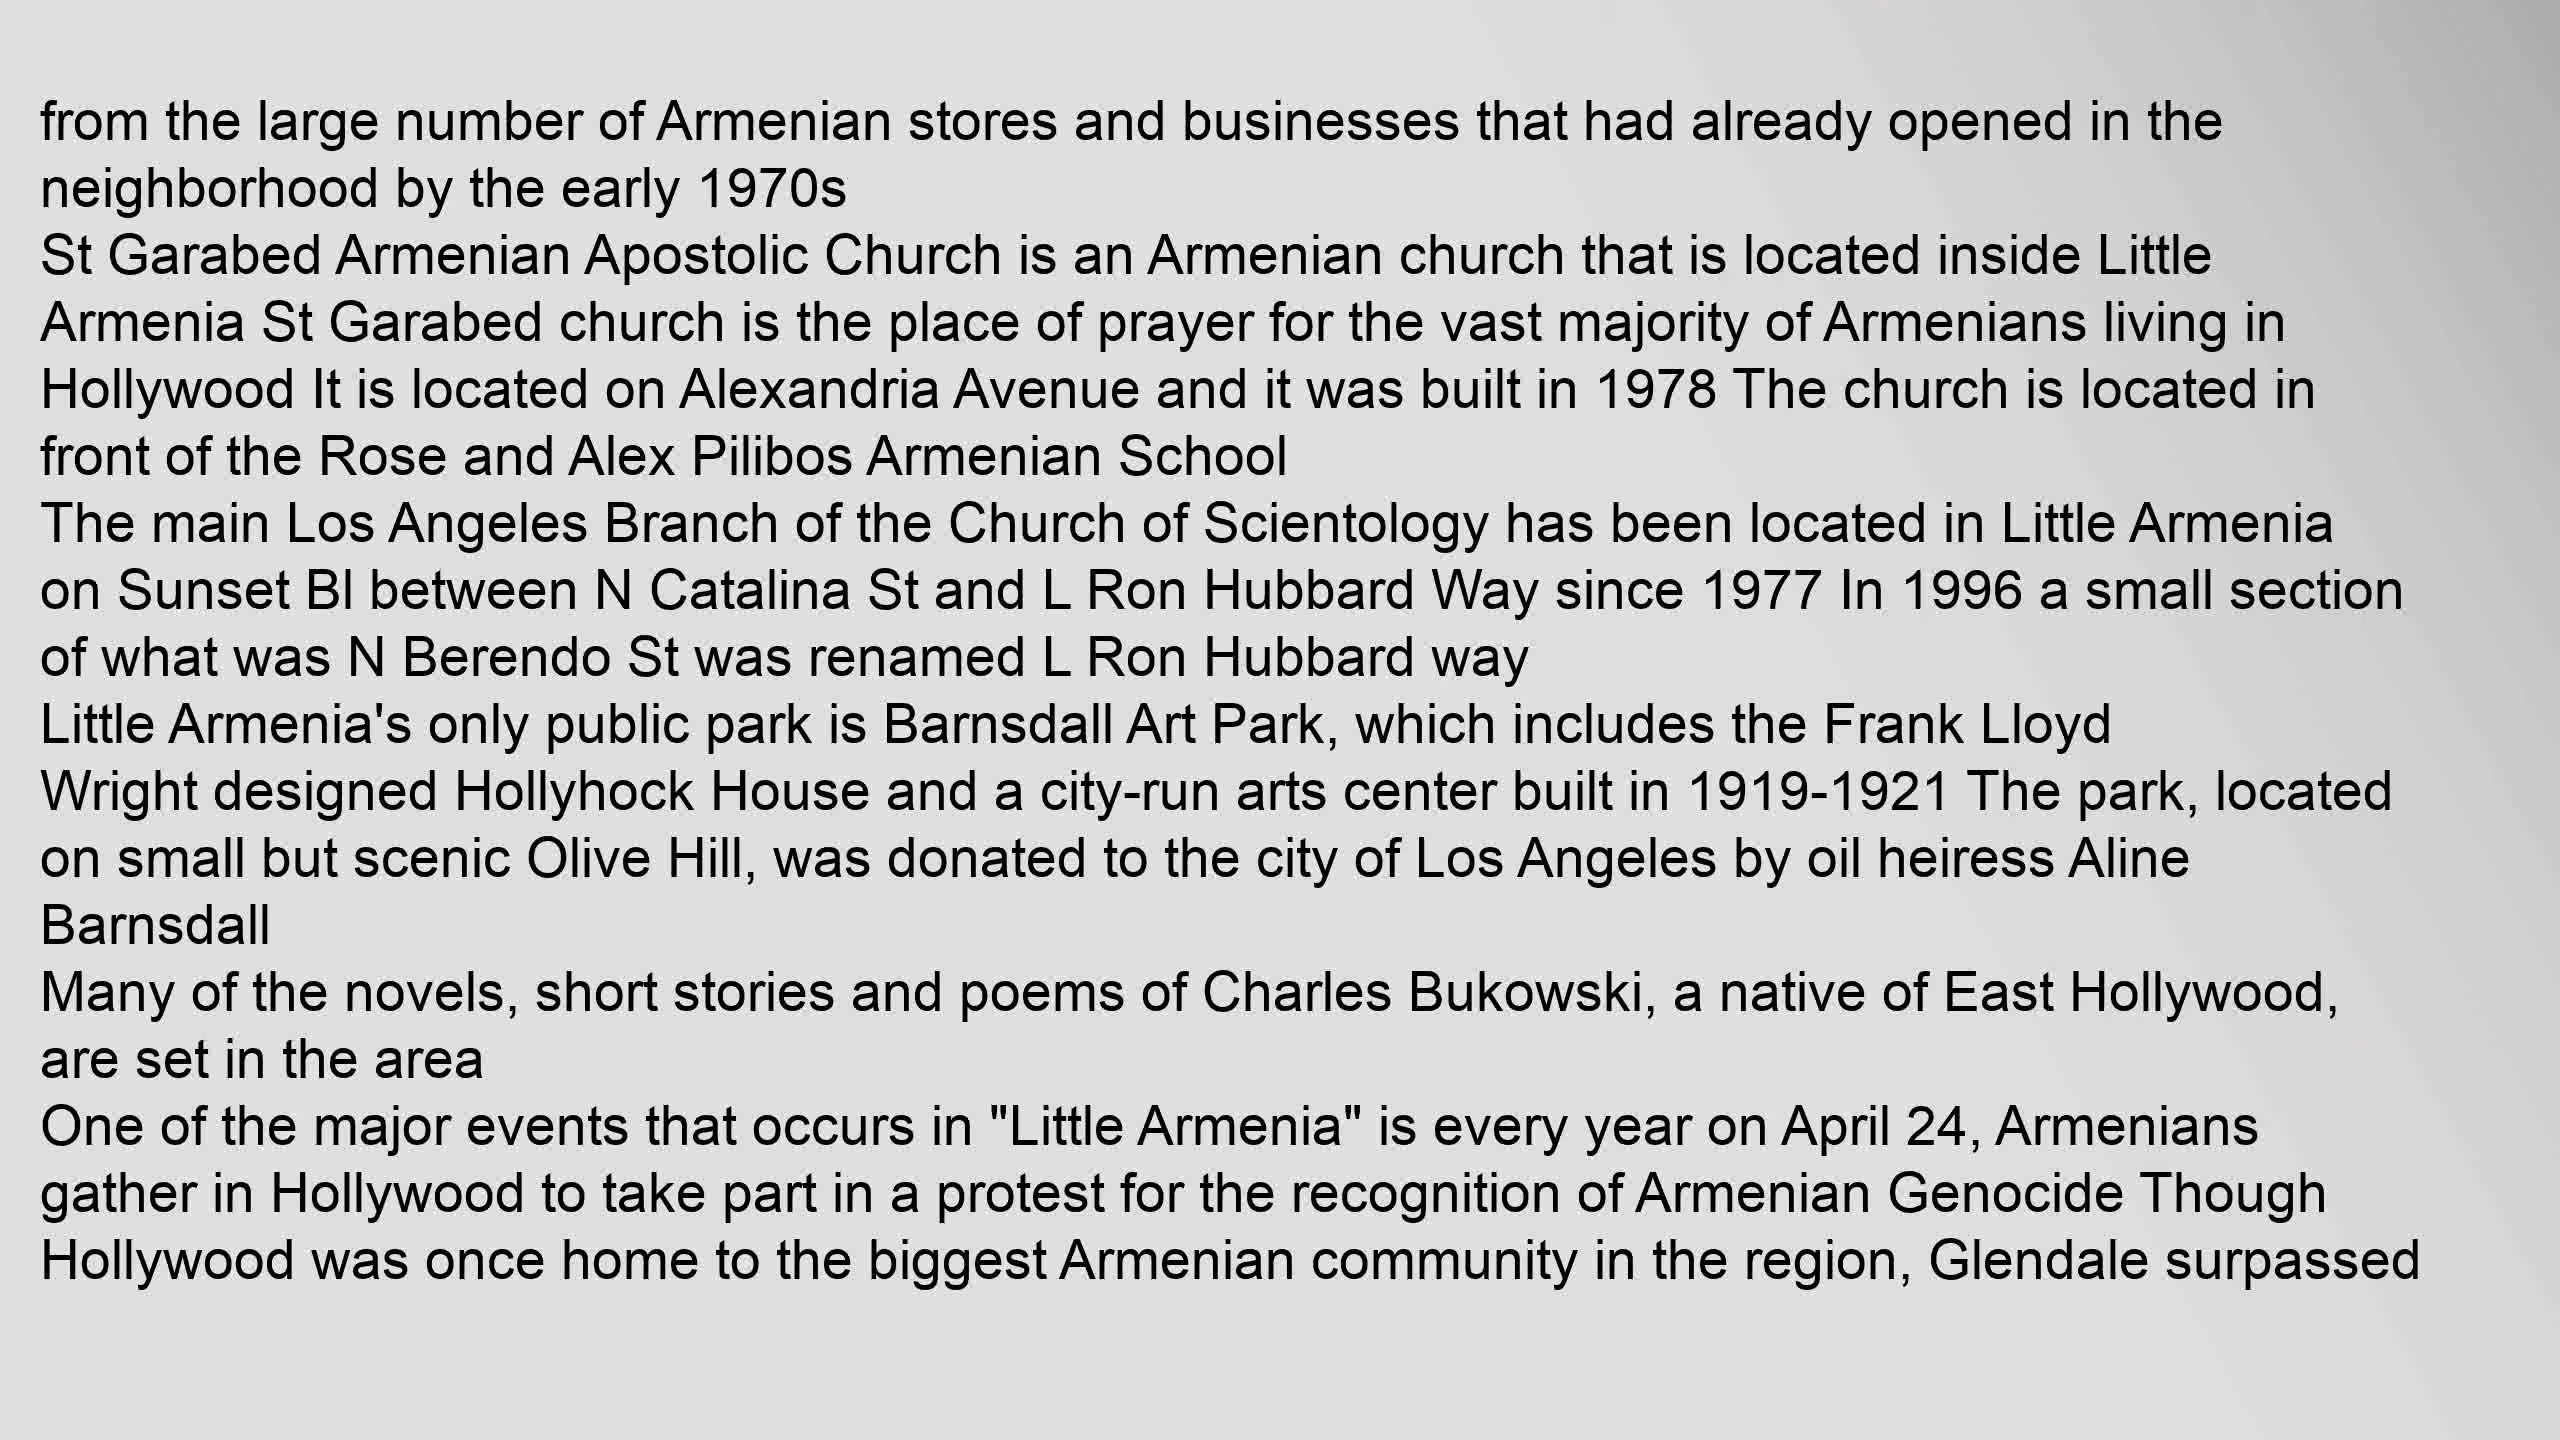 from the large number of Armenian stores and businesses that had already opened in the
neighborhood by the early 1970s
St Garabed Armenian Apostolic Church is an Armenian church that is located inside Little
Armenia St Garabed church is the place of prayer for the vast majority of Armenians living in
Hollywood It is located on Alexandria Avenue and it was built in 1978 The church is located in
front of the Rose and Alex Pilibos Armenian School
The main Los Angeles Branch of the Church of Scientology has been located in Little Armenia
on Sunset Bl between N Catalina St and L Ron Hubbard Way since 1977 In 1996 a small section
of what was N Berendo St was renamed L Ron Hubbard way
Little Armenia's only public park is Barnsdall Art Park, which includes the Frank Lloyd
Wright designed Hollyhock House and a city-run arts center built in 1919-1921 The park, located
on small but scenic Olive Hill, was donated to the city of Los Angeles by oil heiress Aline
Barnsdall
Many of the novels, short stories and poems of Charles Bukowski, a native of East Hollywood,
are set in the area
One of the major events that occurs in "Little Armenia" is every year on April 24, Armenians
gather in Hollywood to take part in a protest for the recognition of Armenian Genocide Though
Hollywood was once home to the biggest Armenian community in the region, Glendale surpassed